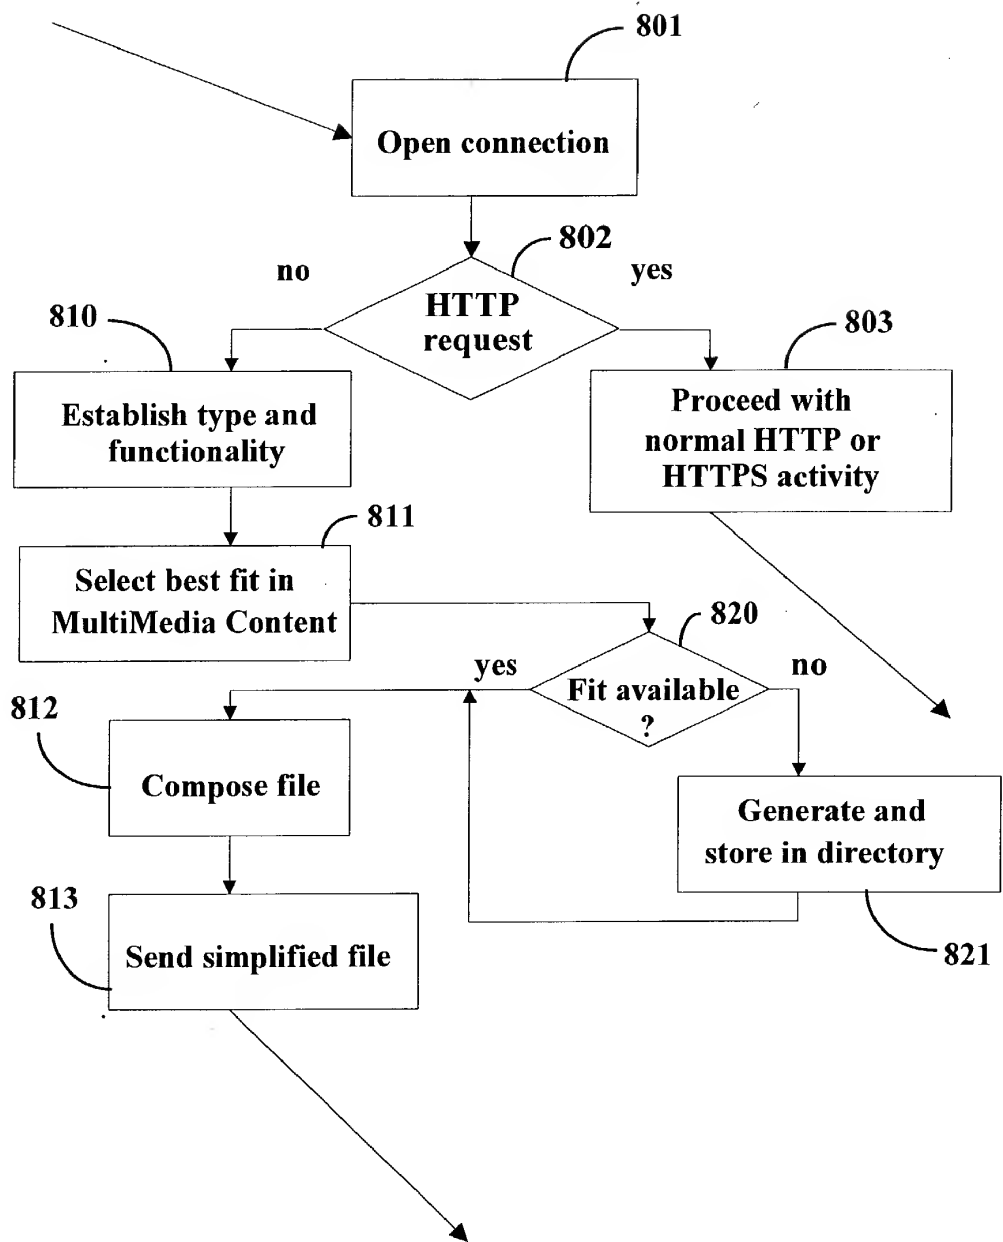 801
Open connection
802
no
yes
HTTP
request
810
803
Establish type and
functionality
Proceed with
normal HTTP or
HTTPS activity
811
Select best fit in
MultiMedia Content
820
yes
no
Fit available
?
812
Compose file
Generate and
store in directory
813
Send simplified file
821